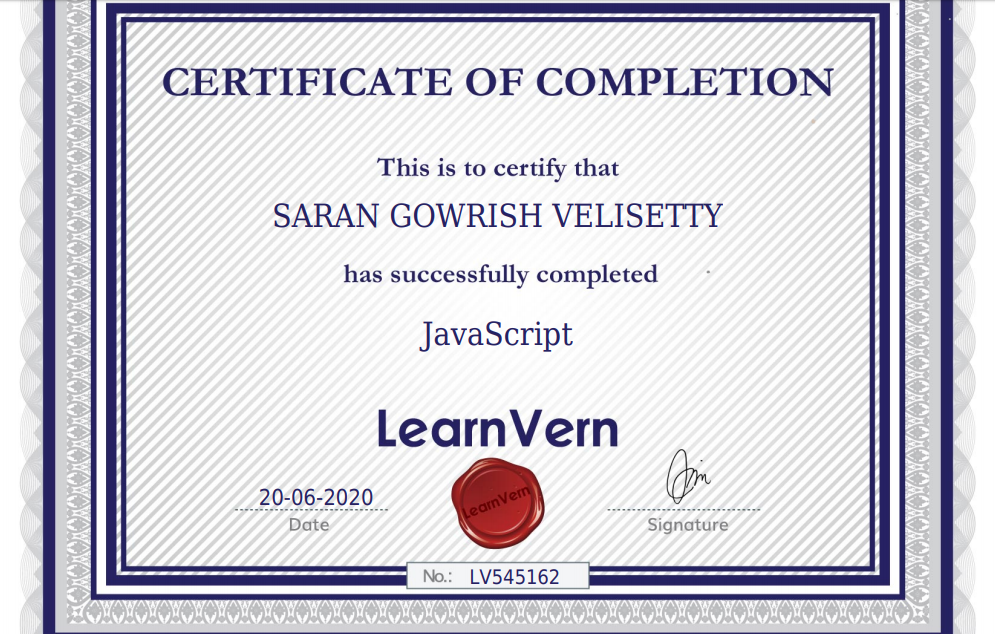 CERTIFICATE OF COMPLETION
This is to certify that
SARAN GOWRISH VELISETTY
has successfully completed
JavaScript
LearnVern
LearnVern
20-06-2020
Date
Signature
No.: LV545162